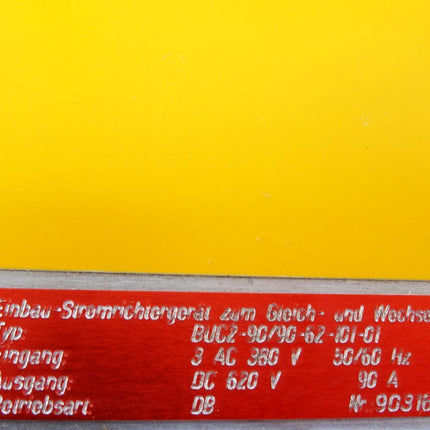 Einbau-Stromrichtergerät zum Gleich- und Wechse
Typ: BUC2-90/90-62-101-01
Eingang: 3 AC 380 V 50/60 Hz
Ausgang: DC 620 V 90 A
Betriebsart: DB Nr. 90316